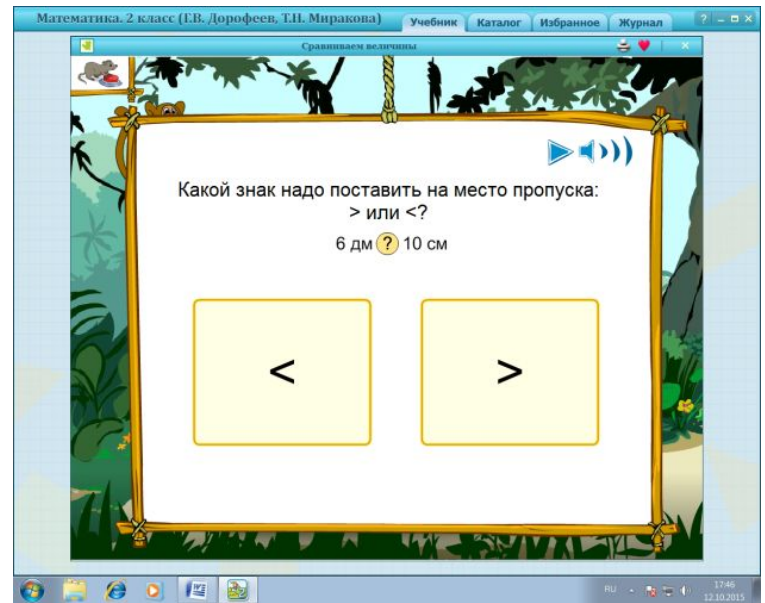 Математика. 2 класс (Г.В. Дорофеев, Т.Н. Миракова)
Учебник Каталог Избранное Журнал
Сравниваем величины
Какой знак надо поставить на место пропуска:
> или <?
6 дм ? 10 см
< >
RU
17:46
12.10.2015